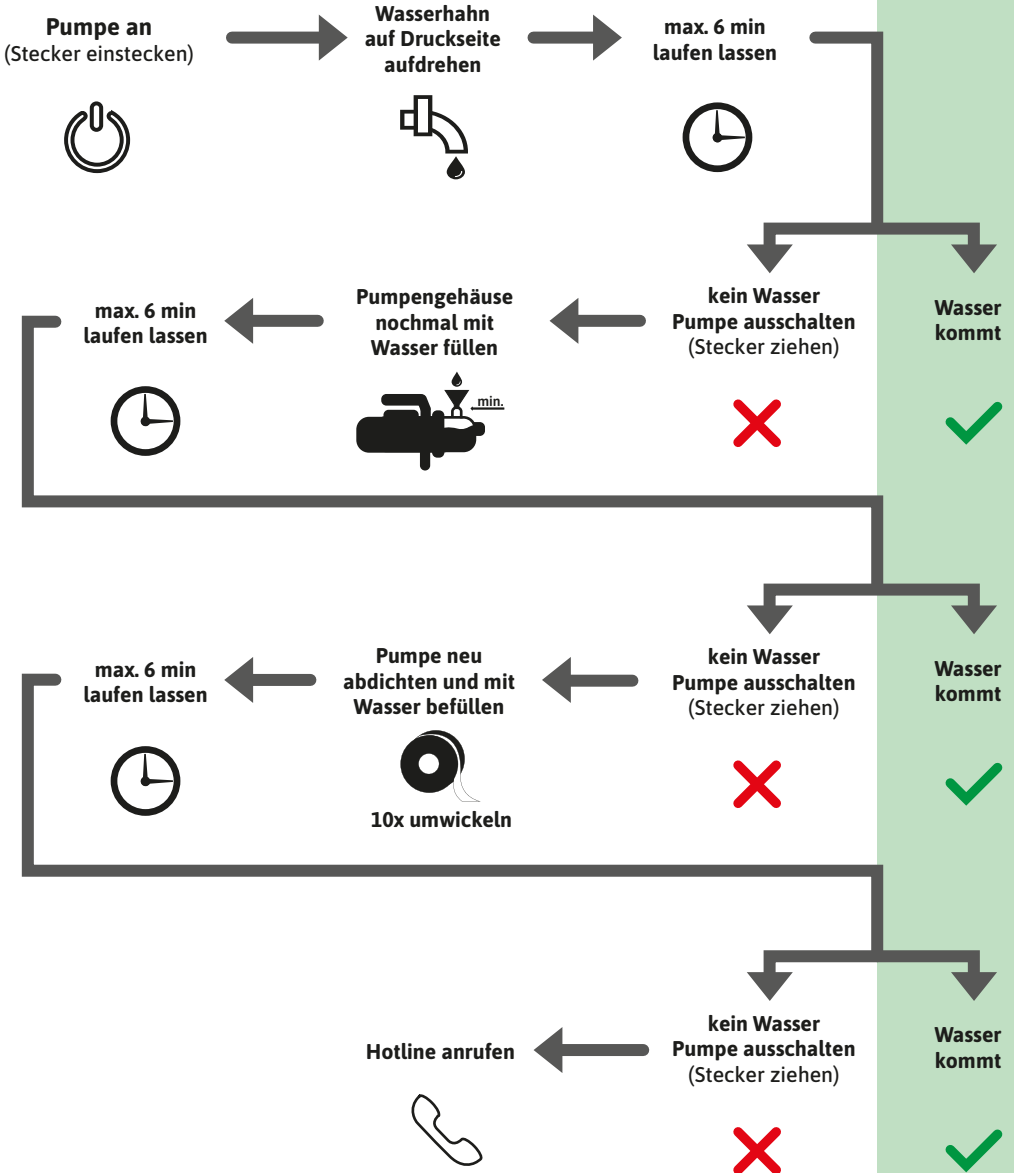 Pumpe an
(Stecker einstecken)
Wasserhahn
auf Druckseite
aufdrehen
max. 6 min
laufen lassen
kein Wasser
Pumpe ausschalten
(Stecker ziehen)
Wasser
kommt
Pumpengehäuse
nochmal mit
Wasser füllen
min.
max. 6 min
laufen lassen
kein Wasser
Pumpe ausschalten
(Stecker ziehen)
Wasser
kommt
Pumpe neu
abdichten und mit
Wasser befüllen
10x umwickeln
max. 6 min
laufen lassen
kein Wasser
Pumpe ausschalten
(Stecker ziehen)
Wasser
kommt
Hotline anrufen